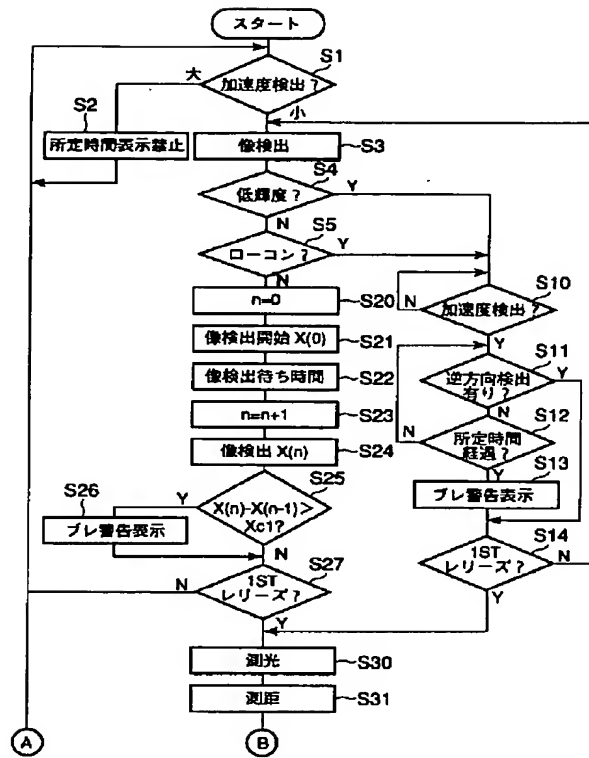 スタート
S1
加速度検出？
大
小
S2
所定時間表示禁止
像検出
S3
S4
低輝度？
Y
N
S5
ローコン？
Y
N
n=0
S20
像検出開始 X(0)
S21
像検出待ち時間
S22
n=n+1
S23
像検出 X(n)
S24
S25
X(n)-X(n-1)＞
Xc1？
Y
N
S26
ブレ警告表示
S27
1ST
レリーズ？
N
Y
S10
加速度検出？
N
Y
S11
逆方向検出
有り？
Y
N
S12
所定時間
経過？
N
Y
S13
ブレ警告表示
S14
1ST
レリーズ？
N
Y
測光
S30
測距
S31
A
B